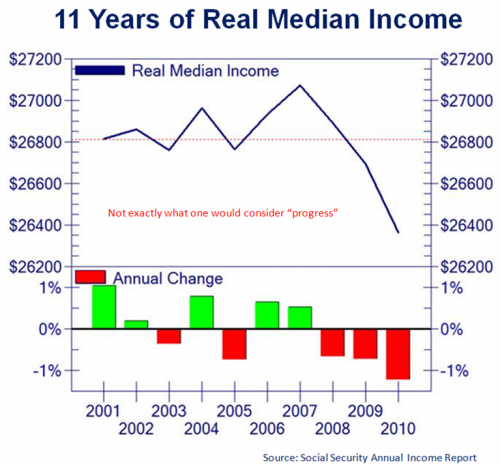 11 Years of Real Median Income
$27200 $27200
Real Median Income
$27000 $27000
$26800 $26800
$26600 $26600
Not exactly what one would consider “progress”
$26400 $26400
$26200 $26200
Annual Change
1% 1%
0% 0%
-1% -1%
2001 2003 2005 2007 2009
2002 2004 2006 2008 2010
Source: Social Security Annual Income Report